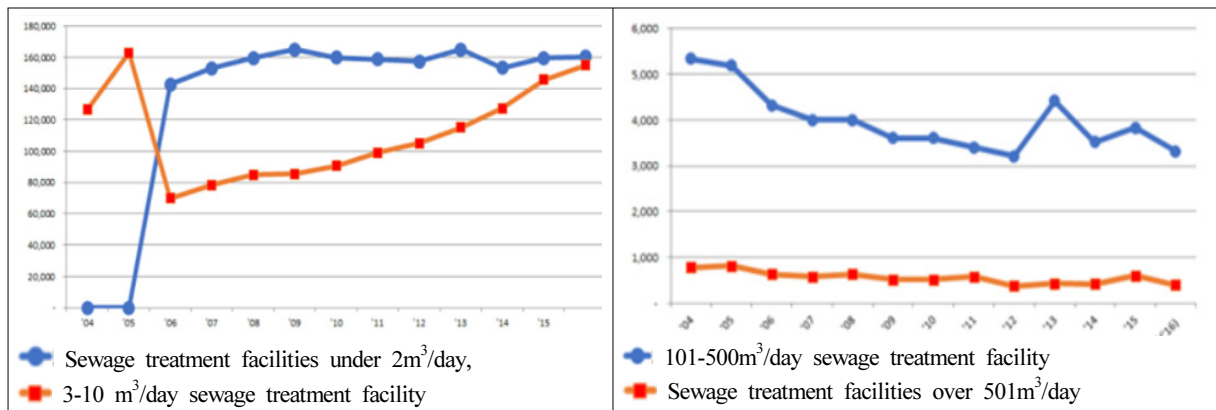 180,000
160,000
140,000
120,000
100,000
80,000
60,000
40,000
20,000
-
'04 '05 '06 '07 '08 '09 '10 '11 '12 '13 '14 '15
Sewage treatment facilities under 2m³/day,
3-10 m³/day sewage treatment facility
6,000
5,000
4,000
3,000
2,000
1,000
-
'04 '05 '06 '07 '08 '09 '10 '11 '12 '13 '14 '15 '16)
101-500m³/day sewage treatment facility
Sewage treatment facilities over 501m³/day